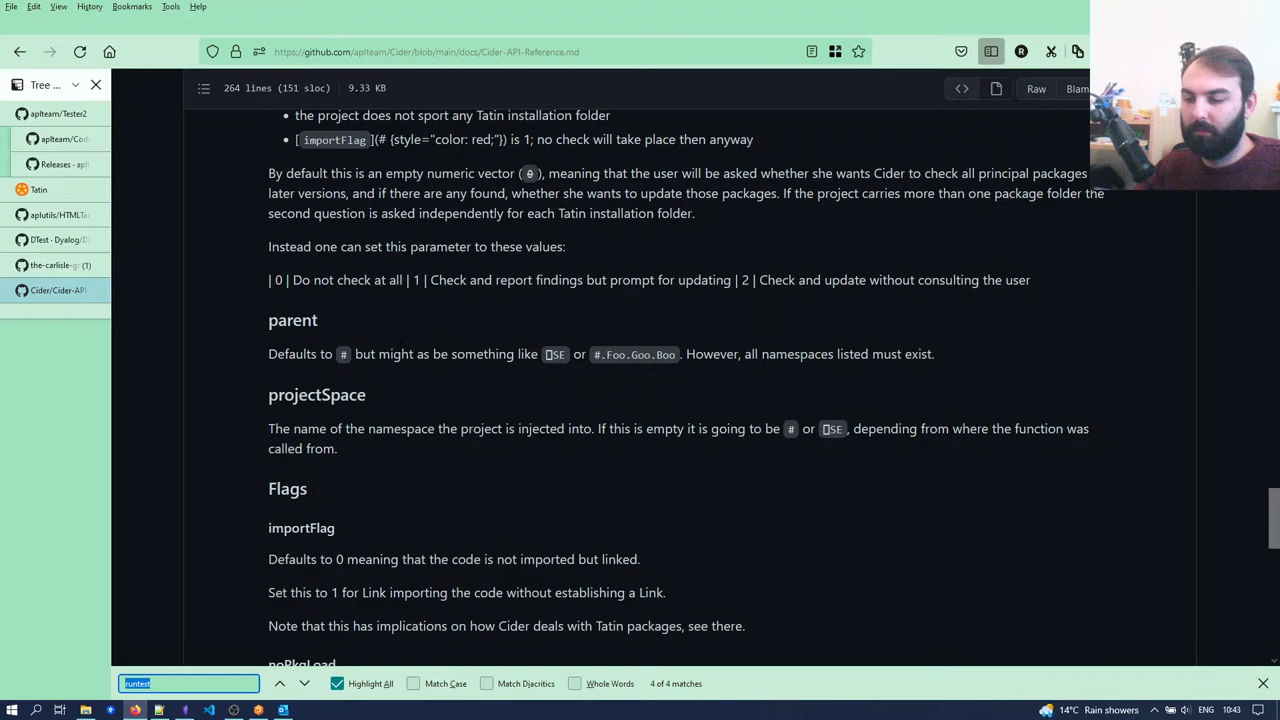 File Edit View History Bookmarks Tools Help
https://github.com/aplteam/Cider/blob/main/docs/Cider-API-Reference.md
Tree ...
aplteam/Tester2
aplteam/Cod
Releases · apl
Tatin
aplutils/HTMLTa
DTest · Dyalog/D
the-carlisle-gr (1)
Cider/Cider-API-
264 lines (151 sloc) | 9.33 KB
Raw
Blam
the project does not sport any Tatin installation folder
[ importFlag ](# {style="color: red;"}) is 1; no check will take place then anyway
By default this is an empty numeric vector ( ⍬ ), meaning that the user will be asked whether she wants Cider to check all principal packages
later versions, and if there are any found, whether she wants to update those packages. If the project carries more than one package folder the
second question is asked independently for each Tatin installation folder.
Instead one can set this parameter to these values:
| 0 | Do not check at all | 1 | Check and report findings but prompt for updating | 2 | Check and update without consulting the user
parent
Defaults to # but might as be something like ⎕SE or #.Foo.Goo.Boo. However, all namespaces listed must exist.
projectSpace
The name of the namespace the project is injected into. If this is empty it is going to be # or ⎕SE, depending from where the function was
called from.
Flags
importFlag
Defaults to 0 meaning that the code is not imported but linked.
Set this to 1 for Link importing the code without establishing a Link.
Note that this has implications on how Cider deals with Tatin packages, see there.
noPkgLoad
runtest
Highlight All
Match Case
Match Diacritics
Whole Words
4 of 4 matches
14°C Rain showers
ENG
10:43